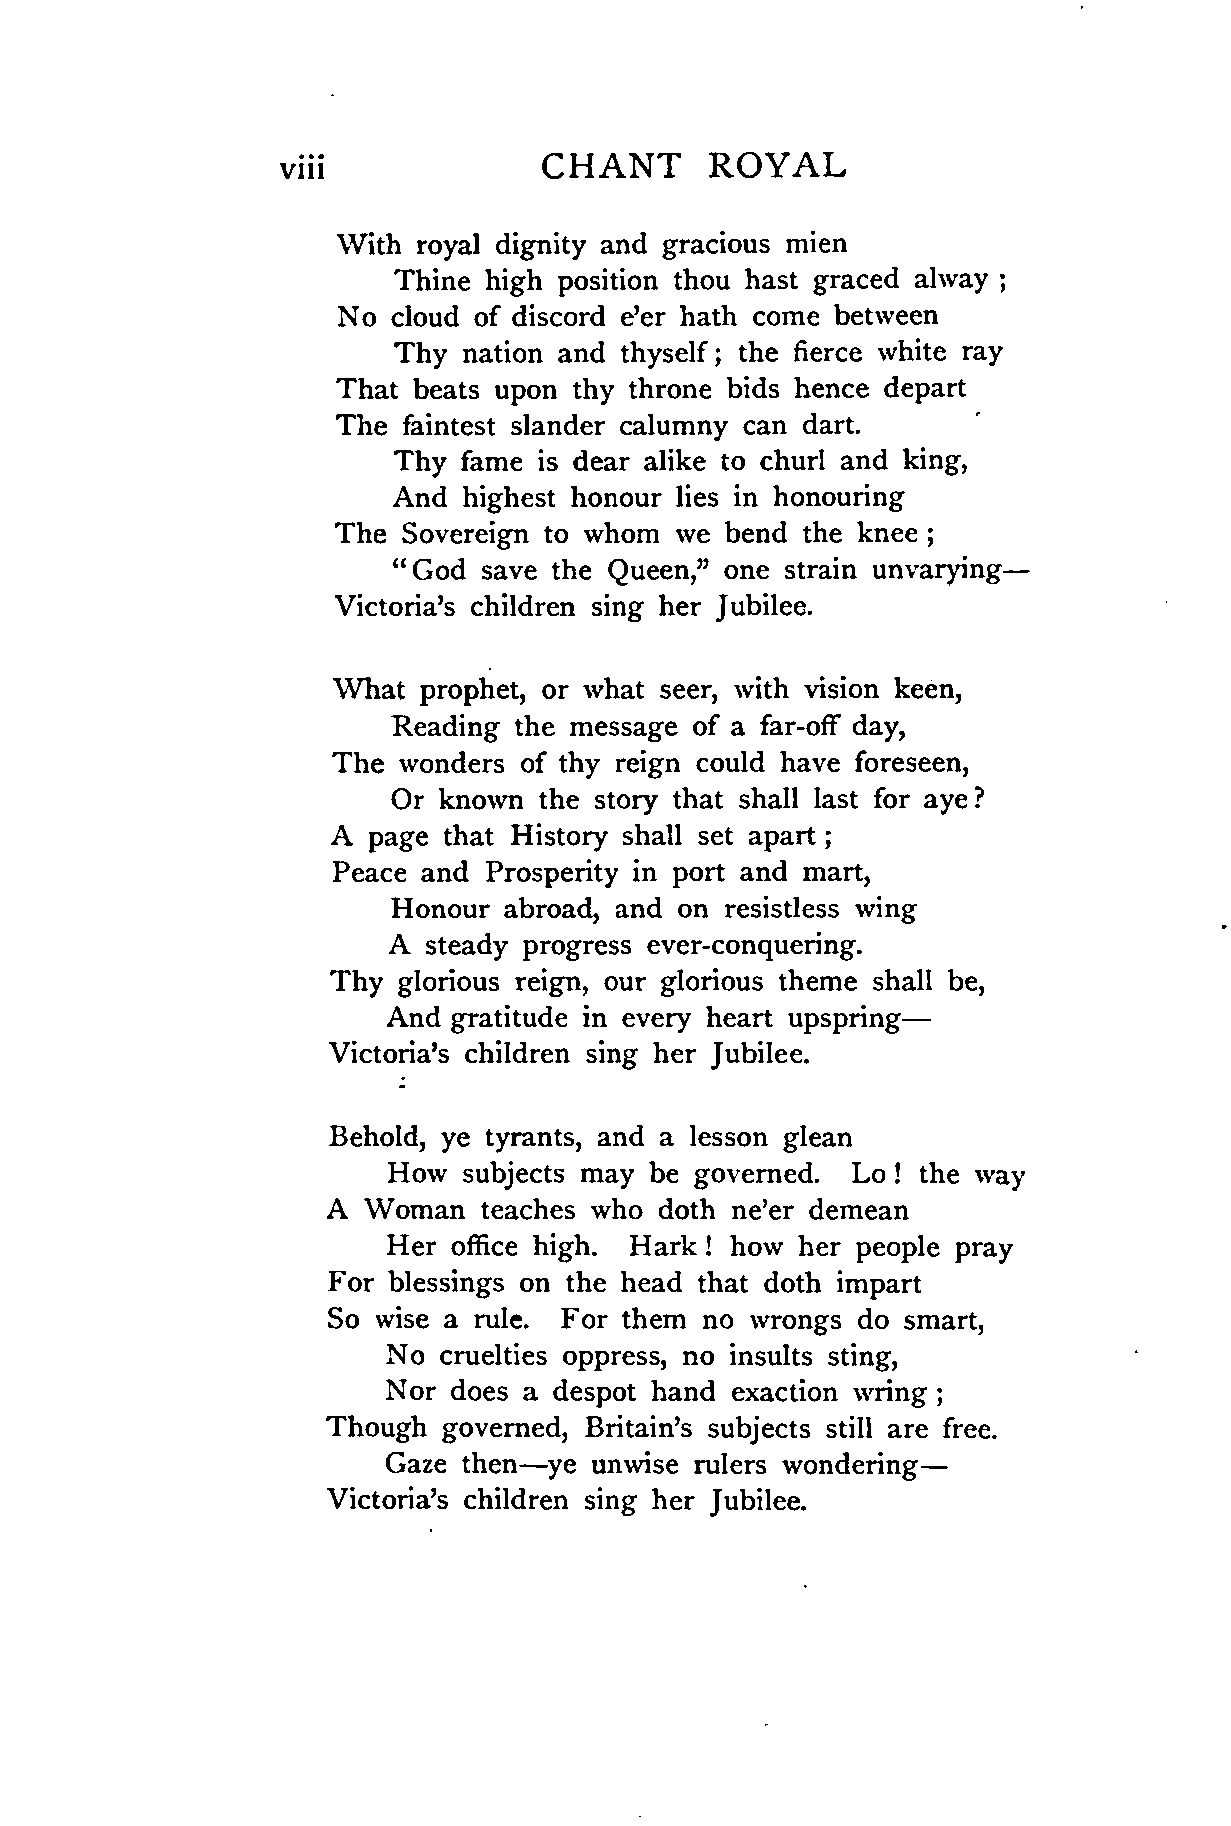 viii CHANT ROYAL
With royal dignity and gracious mien
Thine high position thou hast graced alway ;
No cloud of discord e'er hath come between
Thy nation and thyself ; the fierce white ray
That beats upon thy throne bids hence depart
The faintest slander calumny can dart.
Thy fame is dear alike to churl and king,
And highest honour lies in honouring
The Sovereign to whom we bend the knee ;
“God save the Queen,” one strain unvarying—
Victoria's children sing her Jubilee.
What prophet, or what seer, with vision keen,
Reading the message of a far-off day,
The wonders of thy reign could have foreseen,
Or known the story that shall last for aye ?
A page that History shall set apart ;
Peace and Prosperity in port and mart,
Honour abroad, and on resistless wing
A steady progress ever-conquering.
Thy glorious reign, our glorious theme shall be,
And gratitude in every heart upspring—
Victoria's children sing her Jubilee.
Behold, ye tyrants, and a lesson glean
How subjects may be governed. Lo ! the way
A Woman teaches who doth ne'er demean
Her office high. Hark ! how her people pray
For blessings on the head that doth impart
So wise a rule. For them no wrongs do smart,
No cruelties oppress, no insults sting,
Nor does a despot hand exaction wring ;
Though governed, Britain's subjects still are free.
Gaze then—ye unwise rulers wondering—
Victoria's children sing her Jubilee.